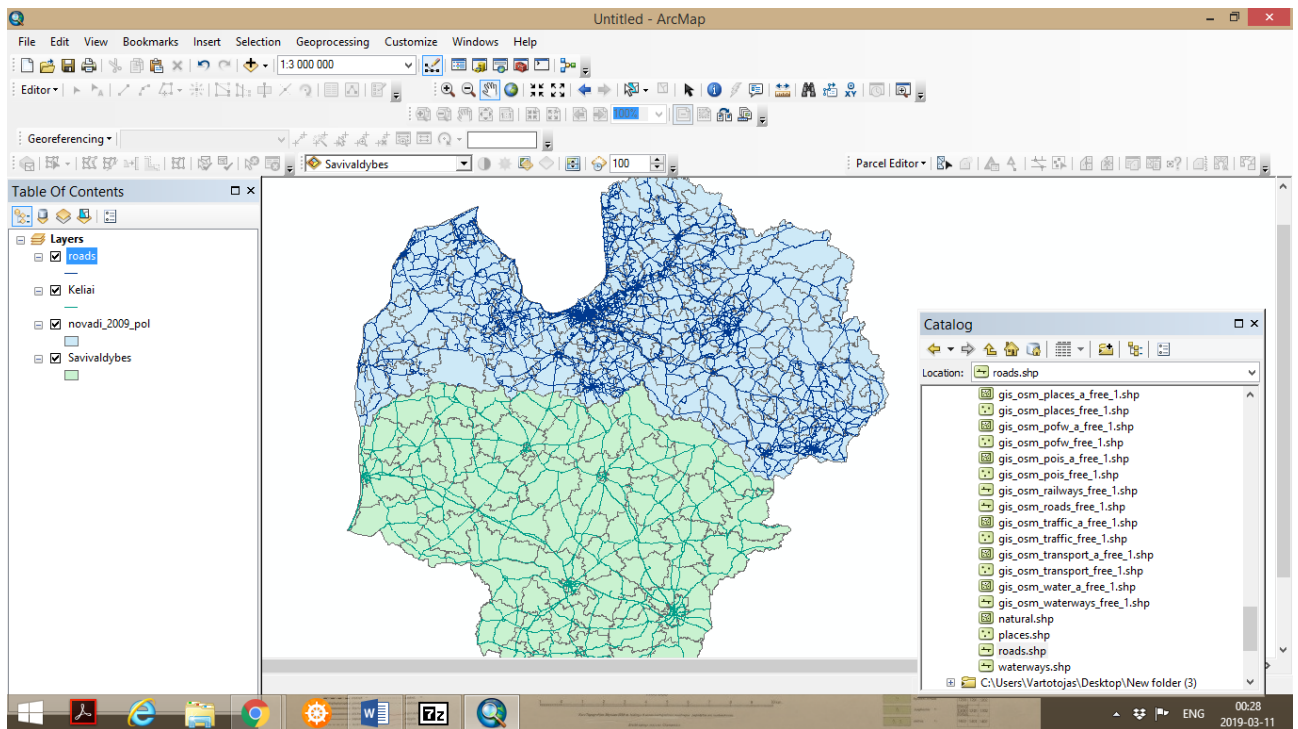 Untitled - ArcMap
File Edit View Bookmarks Insert Selection Geoprocessing Customize Windows Help
1:3 000 000
Editor
100%
Georeferencing
Savivaldybes 100 Parcel Editor
Table Of Contents
Layers
roads
Keliai
novadi_2009_pol
Savivaldybes
Catalog
Location: roads.shp
gis_osm_places_a_free_1.shp
gis_osm_places_free_1.shp
gis_osm_pofw_a_free_1.shp
gis_osm_pofw_free_1.shp
gis_osm_pois_a_free_1.shp
gis_osm_pois_free_1.shp
gis_osm_railways_free_1.shp
gis_osm_roads_free_1.shp
gis_osm_traffic_a_free_1.shp
gis_osm_traffic_free_1.shp
gis_osm_transport_a_free_1.shp
gis_osm_transport_free_1.shp
gis_osm_water_a_free_1.shp
gis_osm_waterways_free_1.shp
natural.shp
places.shp
roads.shp
waterways.shp
C:\Users\Vartotojas\Desktop\New folder (3)
7z
ENG
00:28
2019-03-11